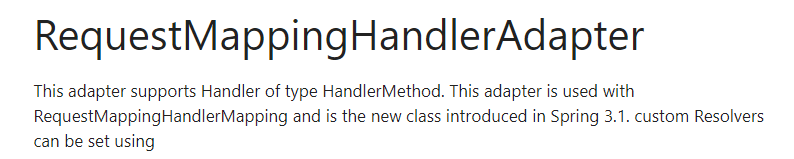 RequestMappingHandlerAdapter
This adapter supports Handler of type HandlerMethod. This adapter is used with
RequestMappingHandlerMapping and is the new class introduced in Spring 3.1. custom Resolvers
can be set using